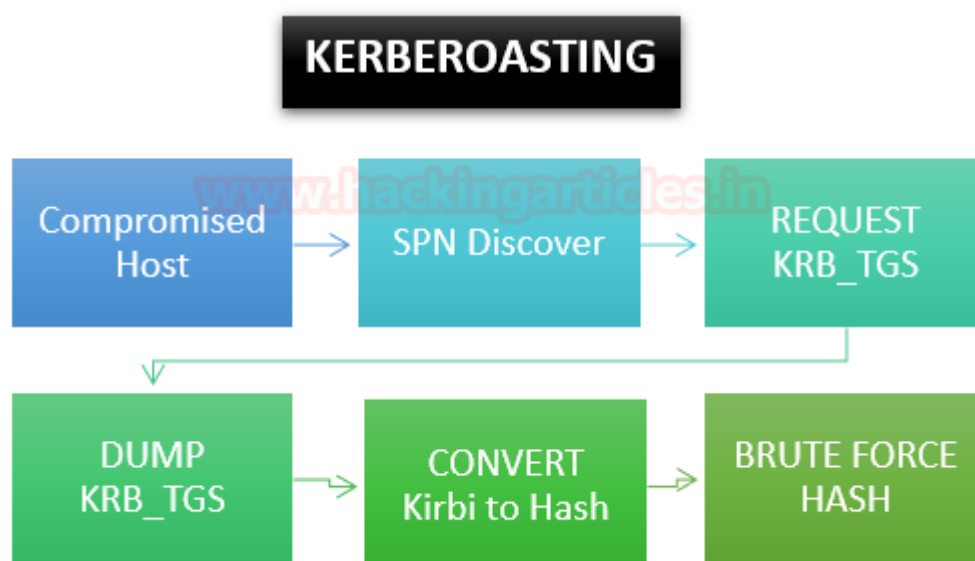 KERBEROASTING
www.hackingarticles.in
Compromised
Host
SPN Discover
REQUEST
KRB_TGS
DUMP
KRB_TGS
CONVERT
Kirbi to Hash
BRUTE FORCE
HASH